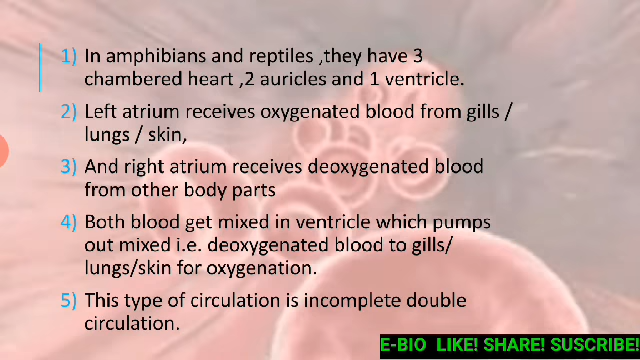 1) In amphibians and reptiles ,they have 3
chambered heart ,2 auricles and 1 ventricle.
2) Left atrium receives oxygenated blood from gills /
lungs / skin,
3) And right atrium receives deoxygenated blood
from other body parts
4) Both blood get mixed in ventricle which pumps
out mixed i.e. deoxygenated blood to gills/
lungs/skin for oxygenation.
5) This type of circulation is incomplete double
circulation.
E-BIO LIKE! SHARE! SUSCRIBE!